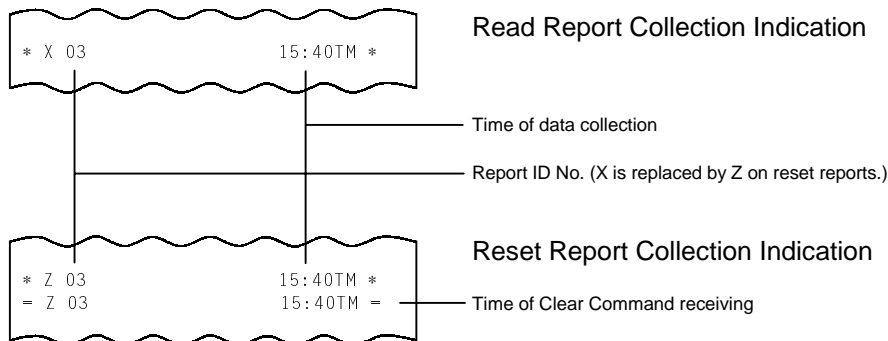 Read Report Collection Indication
* X 03 15:40TM *
Time of data collection
Report ID No. (X is replaced by Z on reset reports.)
Reset Report Collection Indication
* Z 03 15:40TM *
= Z 03 15:40TM =
Time of Clear Command receiving